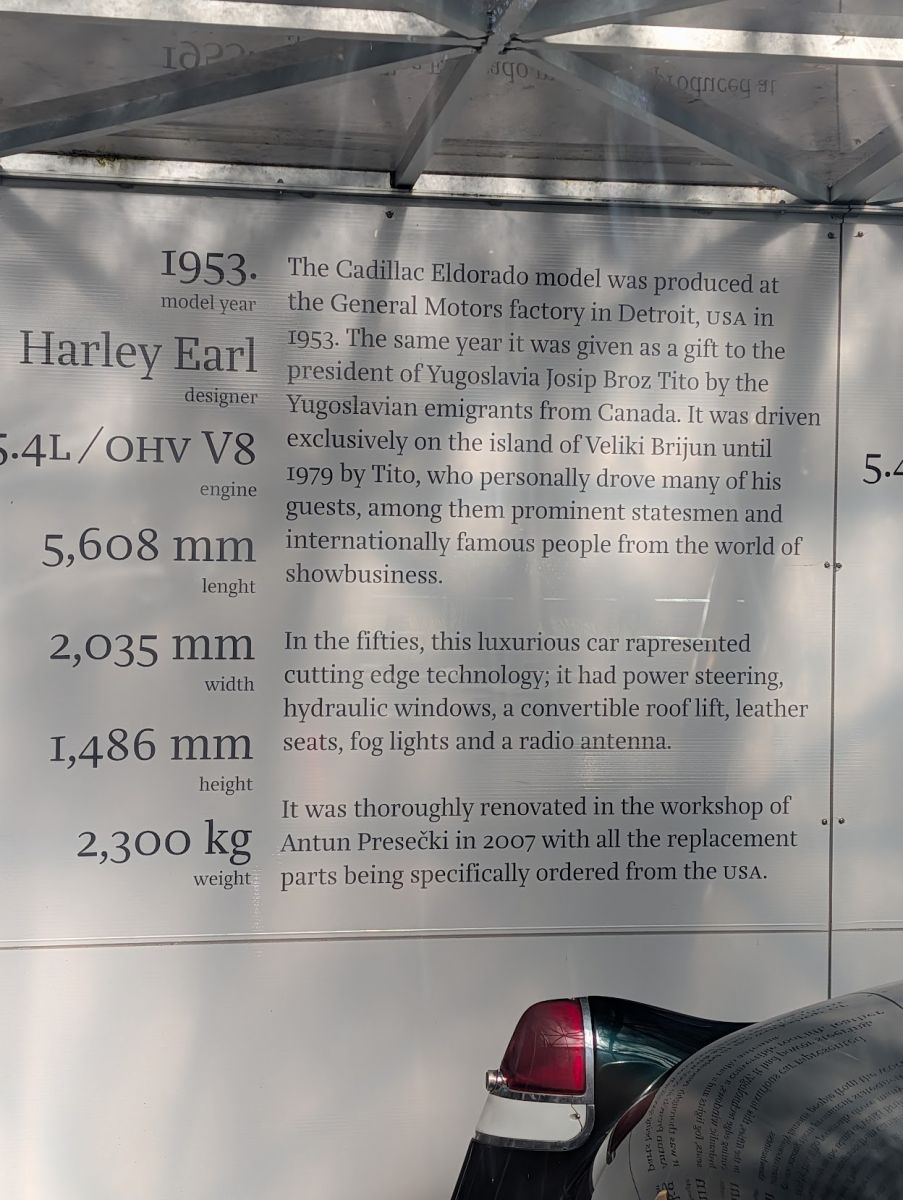 1953.
model year
Harley Earl
designer
5.4L/OHV V8
engine
5,608 mm
lenght
2,035 mm
width
1,486 mm
height
2,300 kg
weight
The Cadillac Eldorado model was produced at
the General Motors factory in Detroit, USA in
1953. The same year it was given as a gift to the
president of Yugoslavia Josip Broz Tito by the
Yugoslavian emigrants from Canada. It was driven
exclusively on the island of Veliki Brijun until
1979 by Tito, who personally drove many of his
guests, among them prominent statesmen and
internationally famous people from the world of
showbusiness.
In the fifties, this luxurious car rapresented
cutting edge technology; it had power steering,
hydraulic windows, a convertible roof lift, leather
seats, fog lights and a radio antenna.
It was thoroughly renovated in the workshop of
Antun Presečki in 2007 with all the replacement
parts being specifically ordered from the USA.
5.4